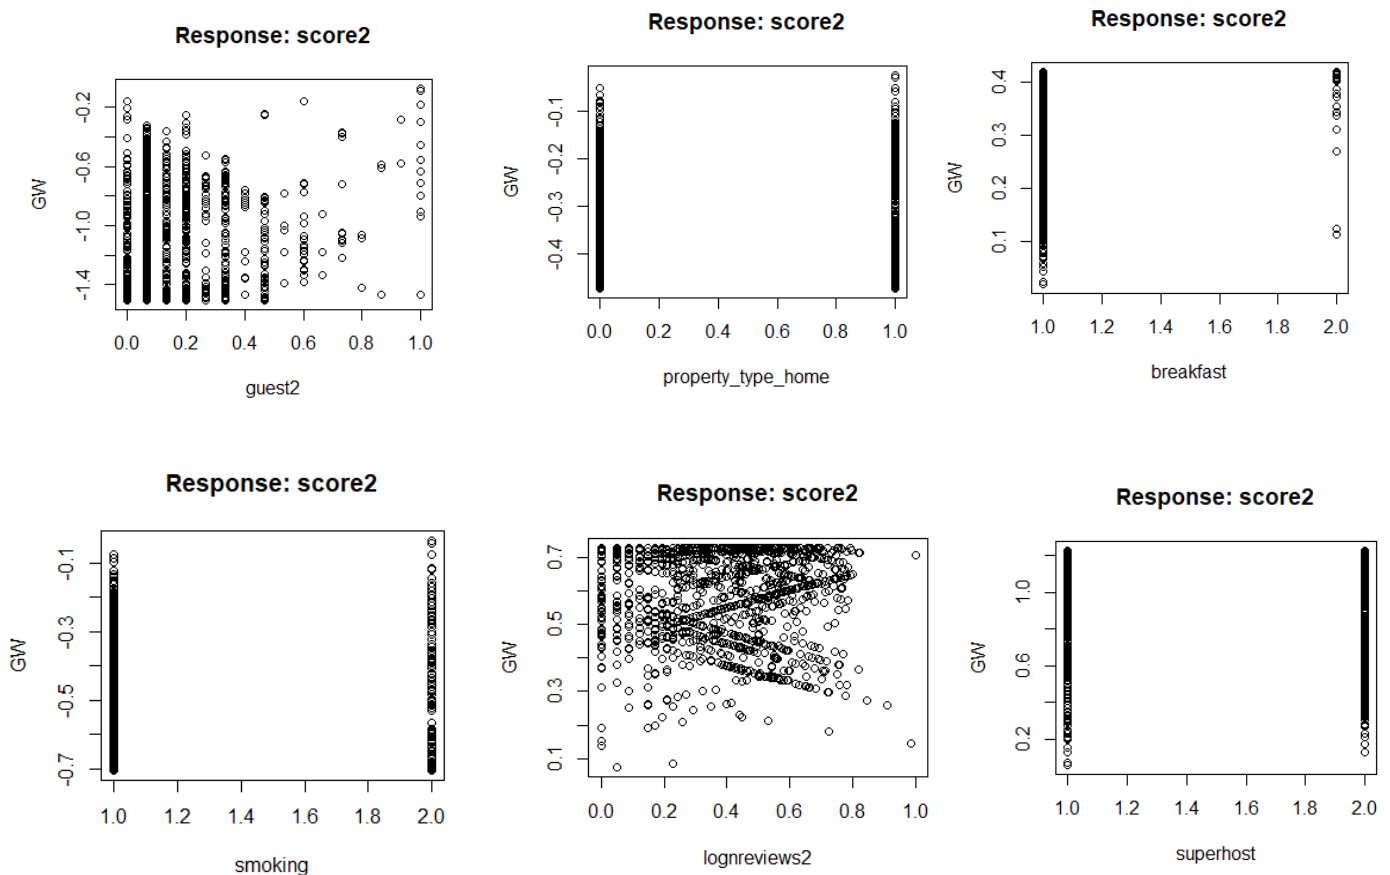 Response: score2
GW
-0.2
-0.6
-1.0
-1.4
0.0 0.2 0.4 0.6 0.8 1.0
guest2
Response: score2
GW
-0.1
-0.2
-0.3
-0.4
0.0 0.2 0.4 0.6 0.8 1.0
property_type_home
Response: score2
GW
0.4
0.3
0.2
0.1
1.0 1.2 1.4 1.6 1.8 2.0
breakfast
Response: score2
GW
-0.1
-0.3
-0.5
-0.7
1.0 1.2 1.4 1.6 1.8 2.0
smoking
Response: score2
GW
0.7
0.5
0.3
0.1
0.0 0.2 0.4 0.6 0.8 1.0
lognreviews2
Response: score2
GW
1.0
0.6
0.2
1.0 1.2 1.4 1.6 1.8 2.0
superhost